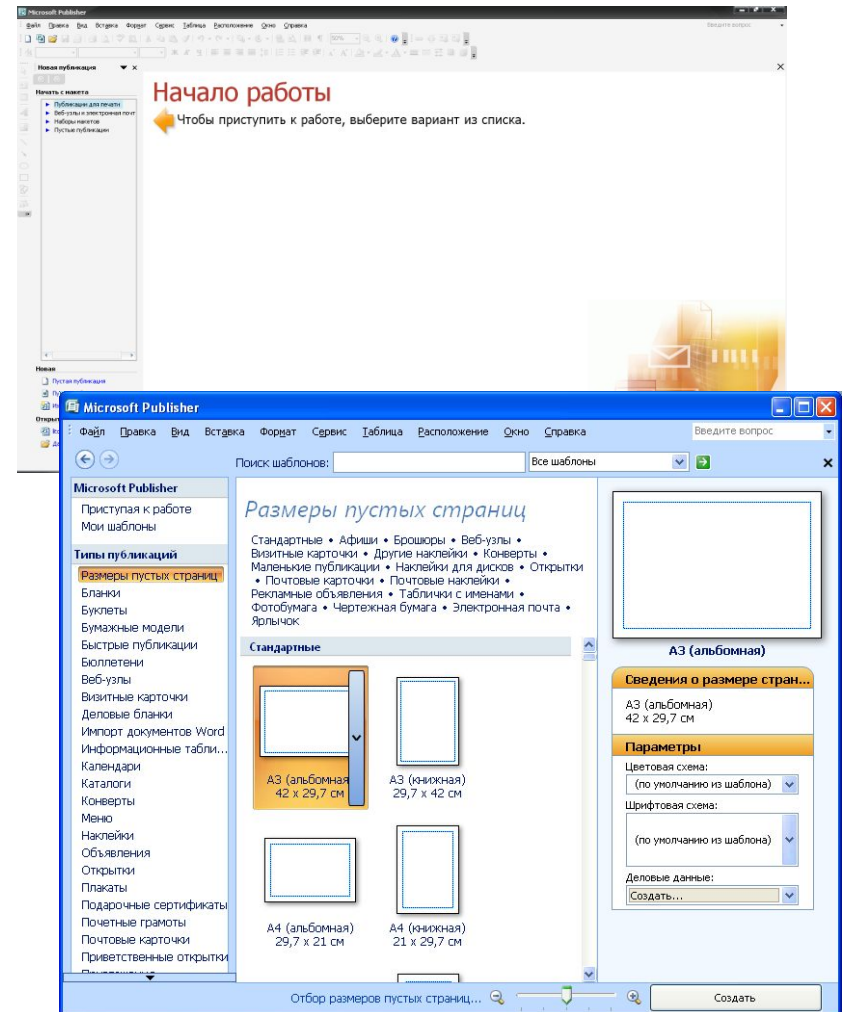 Microsoft Publisher
Файл Правка Вид Вставка Формат Сервис Таблица Расположение Окно Справка
Введите вопрос
Новая публикация
Начать с макета
Публикации для печати
Веб-узлы и электронная почт
Наборы макетов
Пустые публикации
Начало работы
Чтобы приступить к работе, выберите вариант из списка.
Новая
Пустая публикация
Microsoft Publisher
Файл Правка Вид Вставка Формат Сервис Таблица Расположение Окно Справка
Введите вопрос
Поиск шаблонов:
Все шаблоны
Microsoft Publisher
Приступая к работе
Мои шаблоны
Типы публикаций
Размеры пустых страниц
Бланки
Буклеты
Бумажные модели
Быстрые публикации
Бюллетени
Веб-узлы
Визитные карточки
Деловые бланки
Импорт документов Word
Информационные табли...
Календари
Каталоги
Конверты
Меню
Наклейки
Объявления
Открытки
Плакаты
Подарочные сертификаты
Почетные грамоты
Почтовые карточки
Приветственные открытки
Размеры пустых страниц
Стандартные • Афиши • Брошюры • Веб-узлы •
Визитные карточки • Другие наклейки • Конверты •
Маленькие публикации • Наклейки для дисков • Открытки
• Почтовые карточки • Почтовые наклейки •
Рекламные объявления • Таблички с именами •
Фотобумага • Чертежная бумага • Электронная почта •
Ярлычок
Стандартные
A3 (альбомная
42 x 29,7 см
A3 (книжная)
29,7 x 42 см
A4 (альбомная)
29,7 x 21 см
A4 (книжная)
21 x 29,7 см
A3 (альбомная)
Сведения о размере стран...
A3 (альбомная)
42 x 29,7 см
Параметры
Цветовая схема:
(по умолчанию из шаблона)
Шрифтовая схема:
(по умолчанию из шаблона)
Деловые данные:
Создать...
Отбор размеров пустых страниц...
Создать